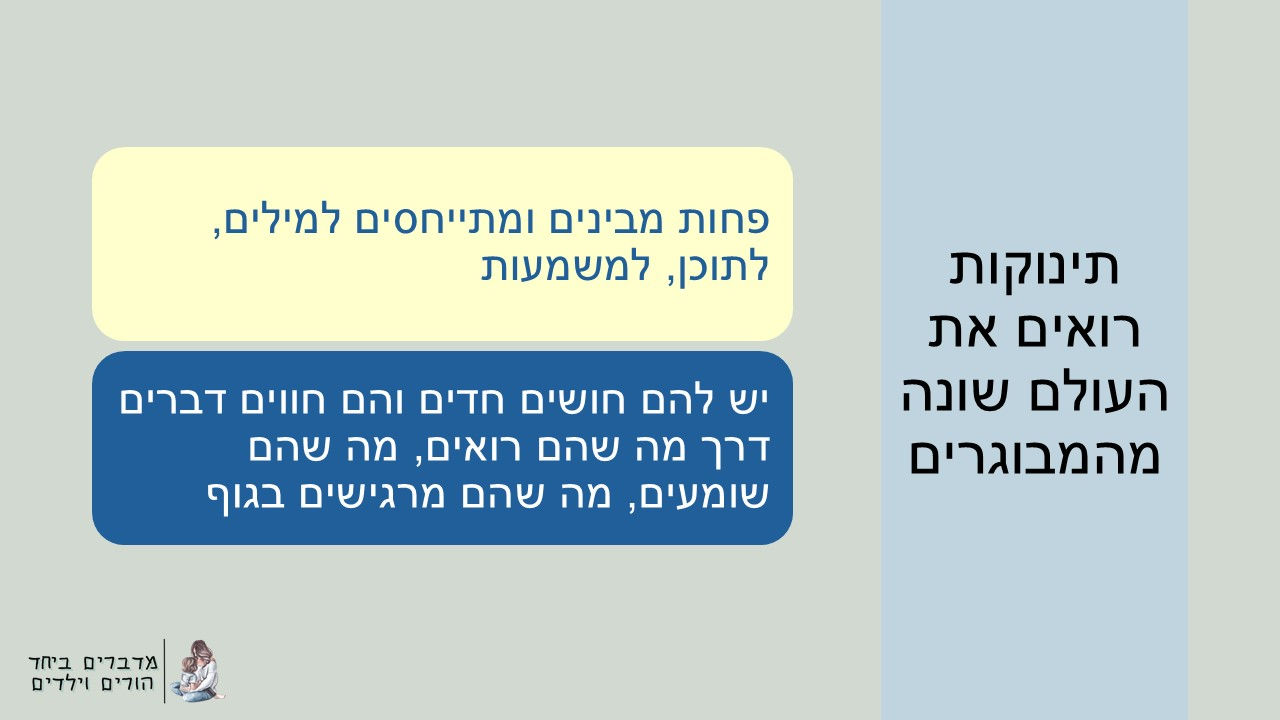 תינוקות
רואים את
העולם שונה
מהמבוגרים
פחות מבינים ומתייחסים למילים,
לתוכן, למשמעות
יש להם חושים חדים והם חווים דברים
דרך מה שהם רואים, מה שהם
שומעים, מה שהם מרגישים בגוף
מדברים ביחד
הורים וילדים